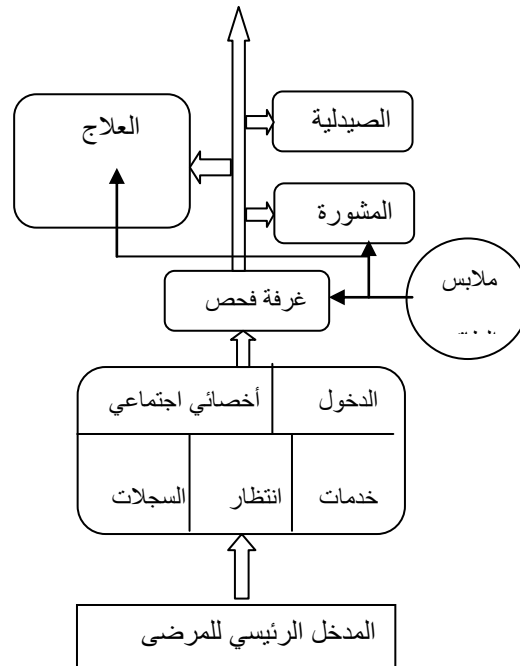 العلاج
الصيدلية
المشورة
ملابس
غرفة فحص
أخصائي اجتماعي
الدخول
السجلات
انتظار
خدمات
المدخل الرئيسي للمرضى